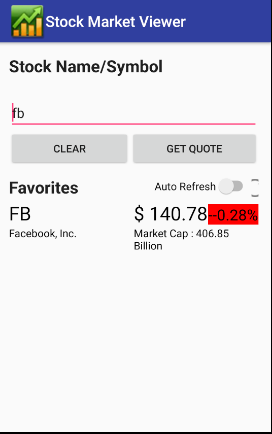 Stock Market Viewer
Stock Name/Symbol
fb
CLEAR GET QUOTE
Favorites Auto Refresh
FB $ 140.78 --0.28%
Facebook, Inc. Market Cap : 406.85
Billion